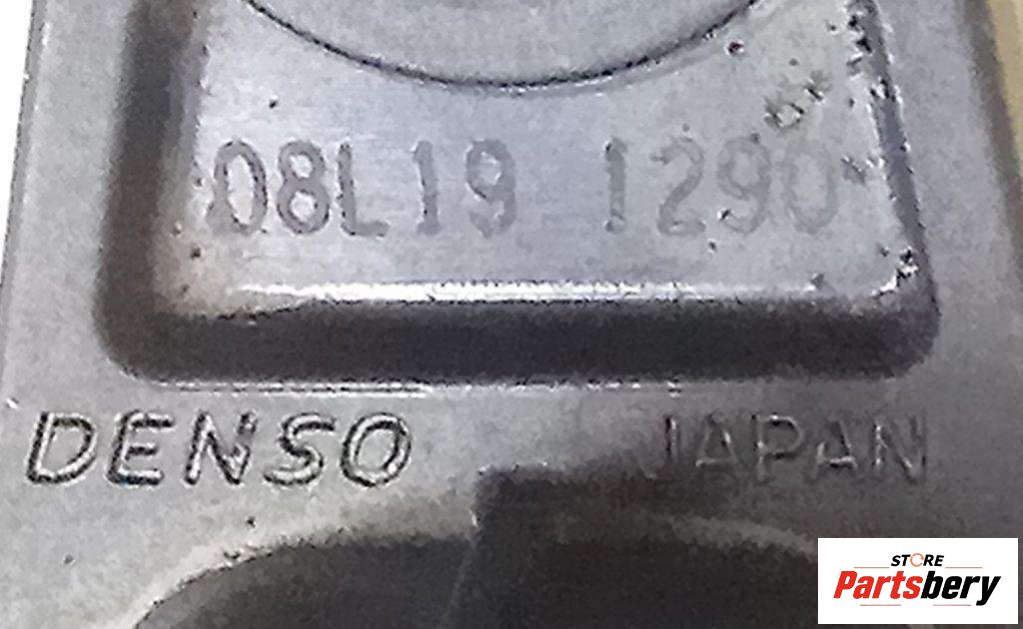 08L19 1290
DENSO JAPAN
STORE
Partsbery